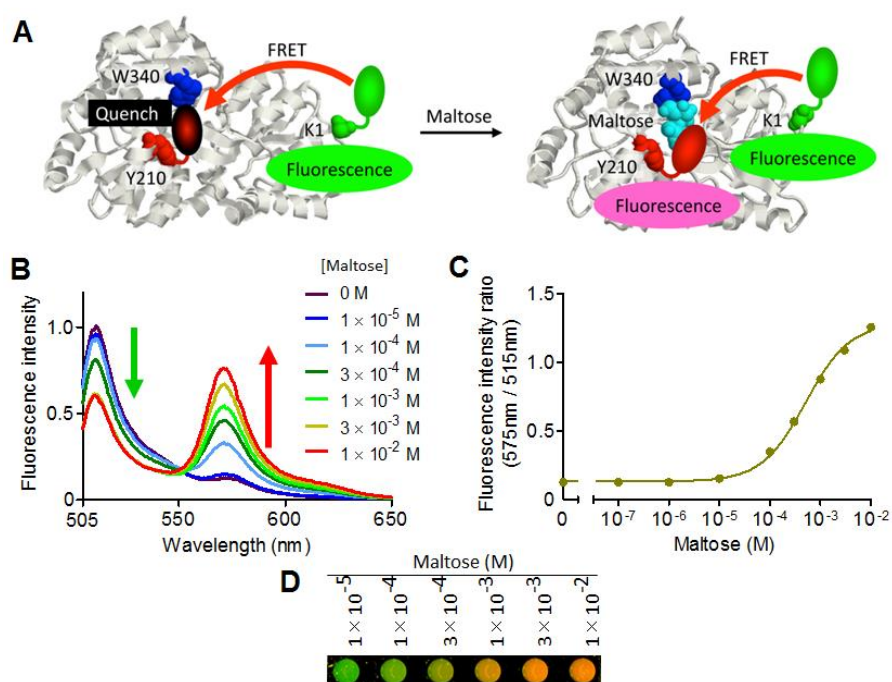 A
FRET
W340
Quench
K1
Y210
Fluorescence
Maltose
FRET
W340
Maltose
K1
Y210
Fluorescence
Fluorescence
B
[Maltose]
0 M
1 × 10⁻⁵ M
1 × 10⁻⁴ M
3 × 10⁻⁴ M
1 × 10⁻³ M
3 × 10⁻³ M
1 × 10⁻² M
Fluorescence intensity
1.0
0.5
0
505
550
600
650
Wavelength (nm)
C
Fluorescence intensity ratio
(575nm / 515nm)
1.5
1.0
0.5
0
0
10⁻⁷
10⁻⁶
10⁻⁵
10⁻⁴
10⁻³
10⁻²
Maltose (M)
D
Maltose (M)
1 × 10⁻⁵
1 × 10⁻⁴
3 × 10⁻⁴
1 × 10⁻³
3 × 10⁻³
1 × 10⁻²